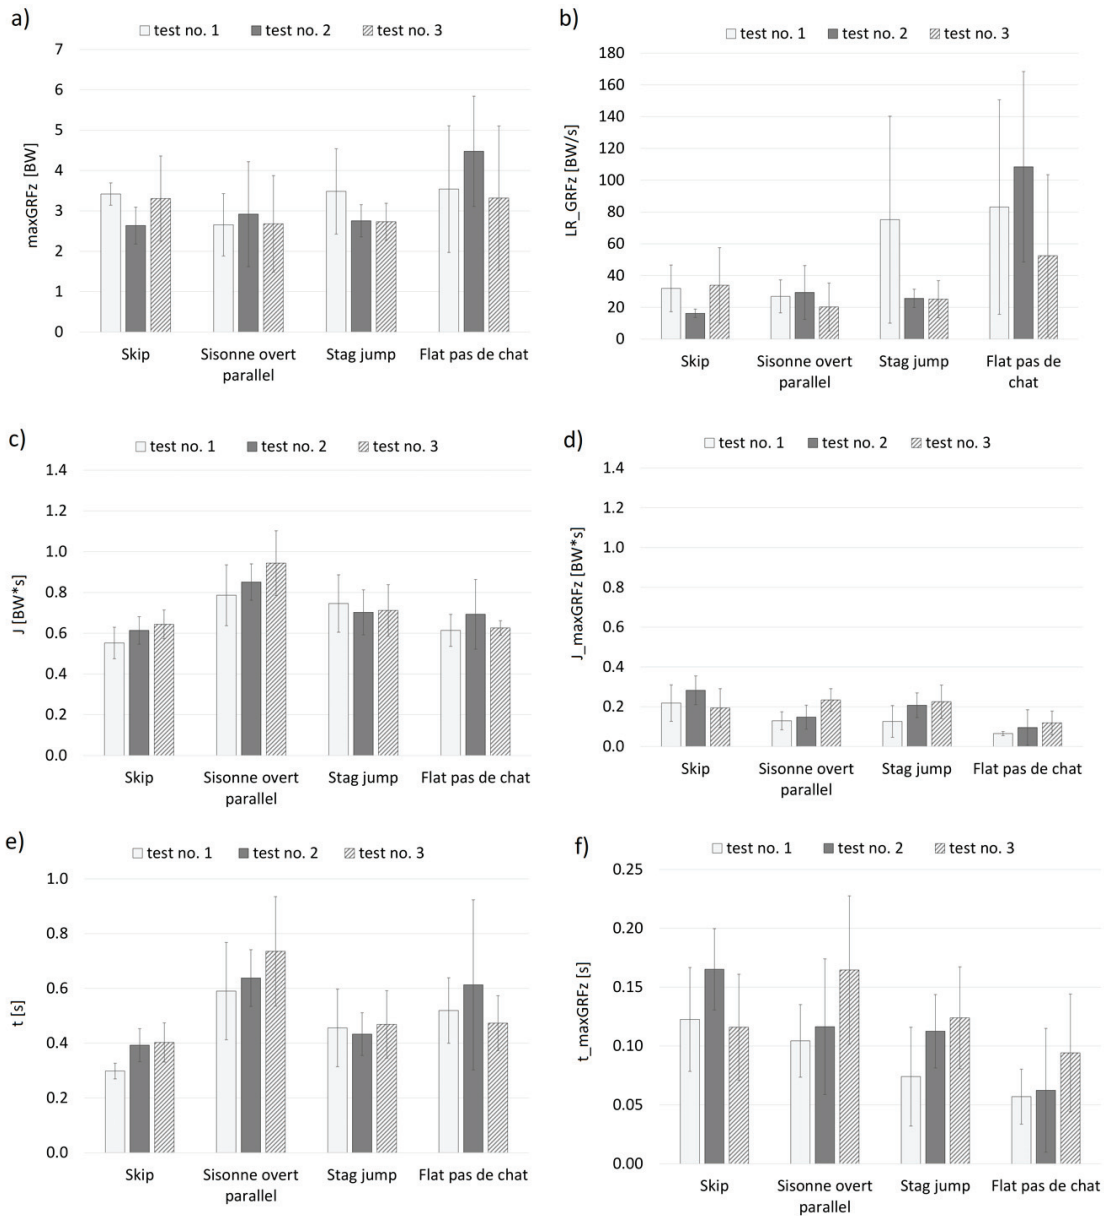 a)
test no. 1 test no. 2 test no. 3
maxGRFz [BW]
7
6
5
4
3
2
1
0
Skip Sisonne overt Stag jump Flat pas de chat
parallel
b)
test no. 1 test no. 2 test no. 3
LR_GRFz [BW/s]
180
160
140
120
100
80
60
40
20
0
Skip Sisonne overt Stag jump Flat pas de
parallel chat
c)
test no. 1 test no. 2 test no. 3
J [BW*s]
1.4
1.2
1.0
0.8
0.6
0.4
0.2
0.0
Skip Sisonne overt Stag jump Flat pas de chat
parallel
d)
test no. 1 test no. 2 test no. 3
J_maxGRFz [BW*s]
1.4
1.2
1.0
0.8
0.6
0.4
0.2
0.0
Skip Sisonne overt Stag jump Flat pas de chat
parallel
e)
test no. 1 test no. 2 test no. 3
t [s]
1.0
0.8
0.6
0.4
0.2
0.0
Skip Sisonne overt Stag jump Flat pas de chat
parallel
f)
test no. 1 test no. 2 test no. 3
t_maxGRFz [s]
0.25
0.20
0.15
0.10
0.05
0.00
Skip Sisonne overt Stag jump Flat pas de chat
parallel